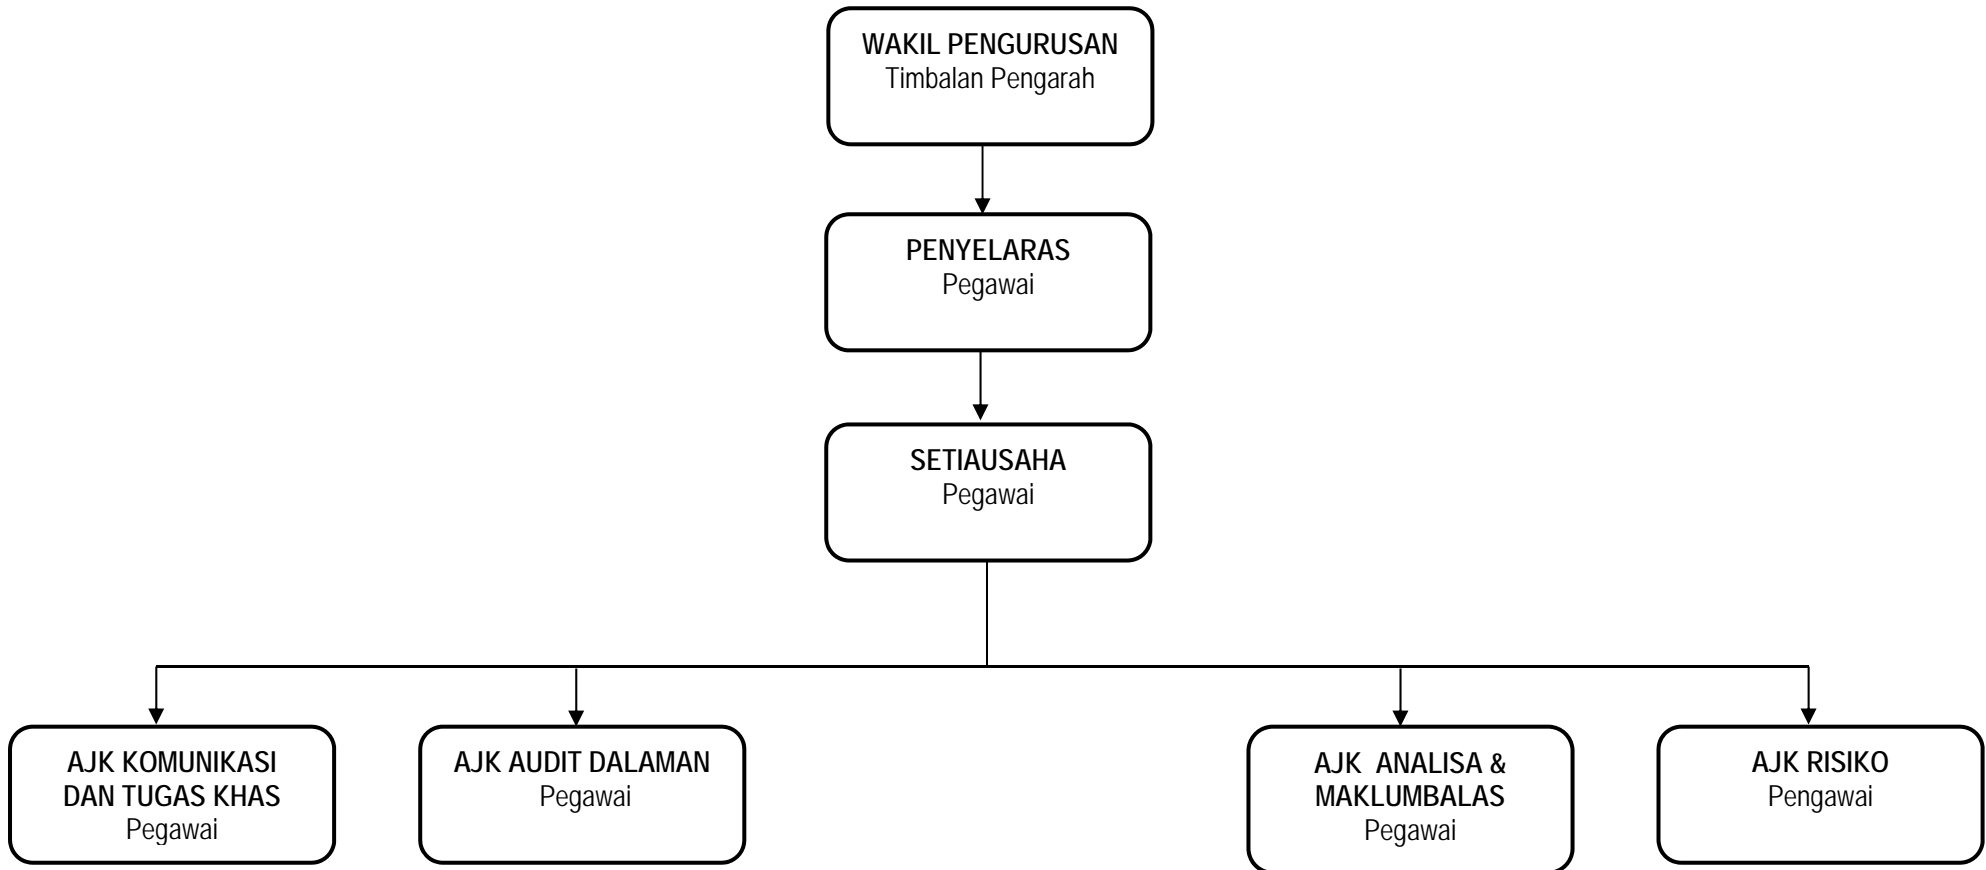 WAKIL PENGURUSAN
Timbalan Pengarah
PENYELARAS
Pegawai
SETIAUSAHA
Pegawai
AJK KOMUNIKASI
DAN TUGAS KHAS
Pegawai
AJK AUDIT DALAMAN
Pegawai
AJK ANALISA &
MAKLUMBALAS
Pegawai
AJK RISIKO
Pengawai